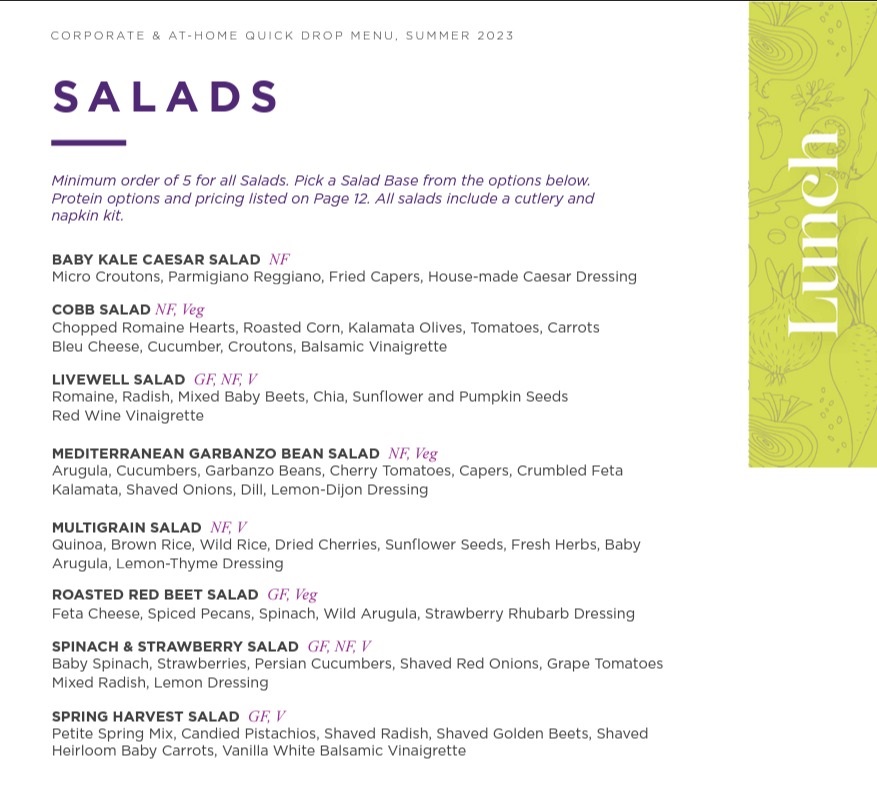 CORPORATE & AT-HOME QUICK DROP MENU, SUMMER 2023
SALADS
Minimum order of 5 for all Salads. Pick a Salad Base from the options below.
Protein options and pricing listed on Page 12. All salads include a cutlery and
napkin kit.
BABY KALE CAESAR SALAD NF
Micro Croutons, Parmigiano Reggiano, Fried Capers, House-made Caesar Dressing
COBB SALAD NF, Veg
Chopped Romaine Hearts, Roasted Corn, Kalamata Olives, Tomatoes, Carrots
Bleu Cheese, Cucumber, Croutons, Balsamic Vinaigrette
LIVEWELL SALAD GF, NF, V
Romaine, Radish, Mixed Baby Beets, Chia, Sunflower and Pumpkin Seeds
Red Wine Vinaigrette
MEDITERRANEAN GARBANZO BEAN SALAD NF, Veg
Arugula, Cucumbers, Garbanzo Beans, Cherry Tomatoes, Capers, Crumbled Feta
Kalamata, Shaved Onions, Dill, Lemon-Dijon Dressing
MULTIGRAIN SALAD NF, V
Quinoa, Brown Rice, Wild Rice, Dried Cherries, Sunflower Seeds, Fresh Herbs, Baby
Arugula, Lemon-Thyme Dressing
ROASTED RED BEET SALAD GF, Veg
Feta Cheese, Spiced Pecans, Spinach, Wild Arugula, Strawberry Rhubarb Dressing
SPINACH & STRAWBERRY SALAD GF, NF, V
Baby Spinach, Strawberries, Persian Cucumbers, Shaved Red Onions, Grape Tomatoes
Mixed Radish, Lemon Dressing
SPRING HARVEST SALAD GF, V
Petite Spring Mix, Candied Pistachios, Shaved Radish, Shaved Golden Beets, Shaved
Heirloom Baby Carrots, Vanilla White Balsamic Vinaigrette
Lunch